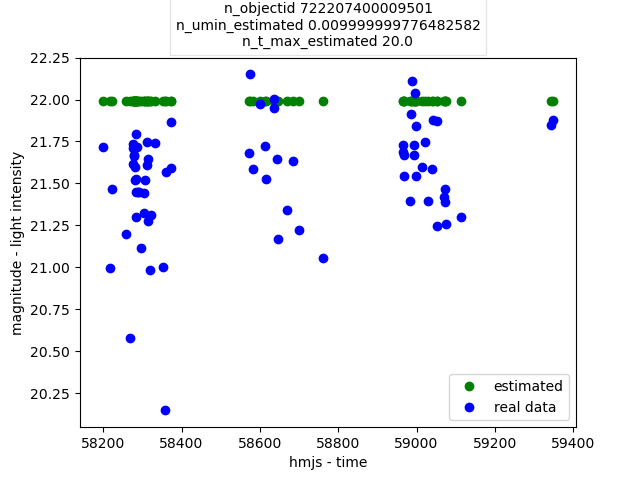 n_objectid 722207400009501
n_umin_estimated 0.009999999776482582
n_t_max_estimated 20.0
22.25
22.00
21.75
21.50
21.25
21.00
20.75
20.50
20.25
magnitude - light intensity
estimated
real data
58200 58400 58600 58800 59000 59200 59400
hmjs - time